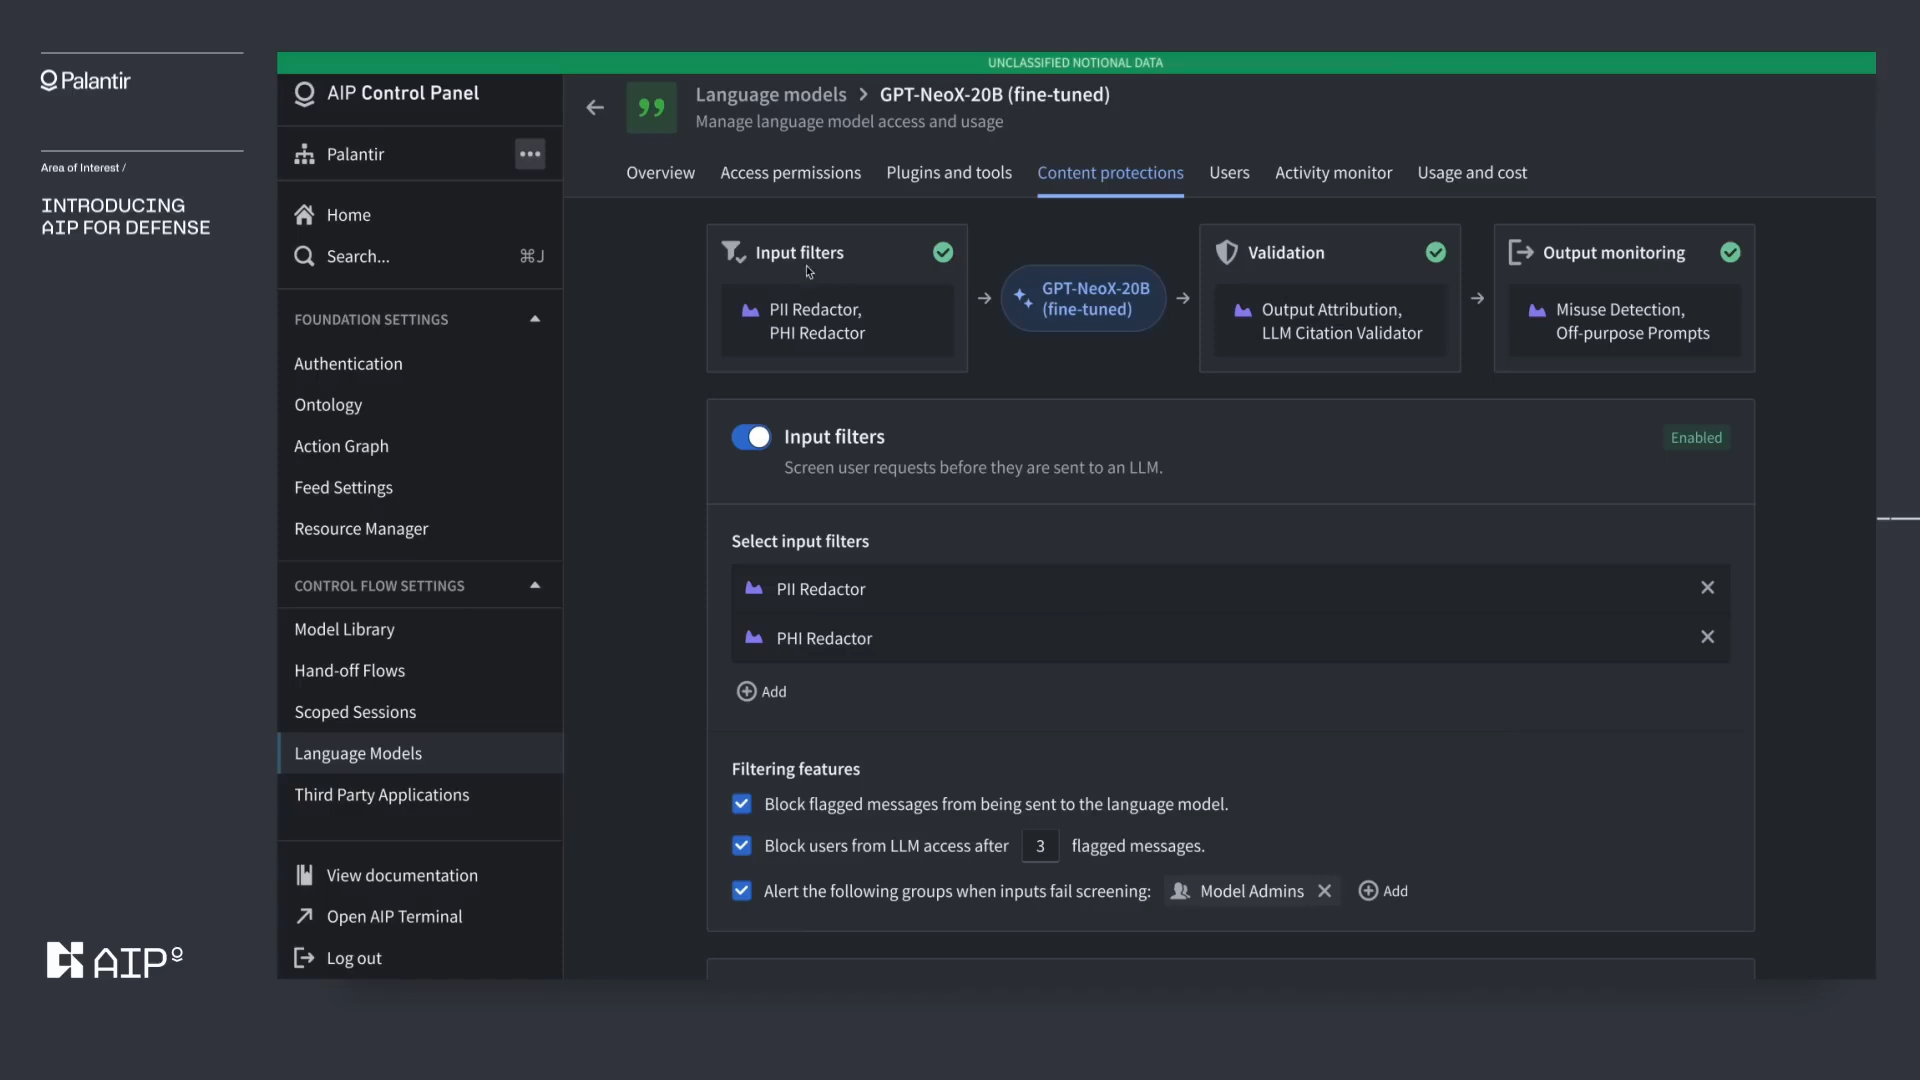 Palantir
Area of Interest /
INTRODUCING
AIP FOR DEFENSE
AIP
UNCLASSIFIED NOTIONAL DATA
AIP Control Panel
Palantir
Home
Search... ⌘J
FOUNDATION SETTINGS
Authentication
Ontology
Action Graph
Feed Settings
Resource Manager
CONTROL FLOW SETTINGS
Model Library
Hand-off Flows
Scoped Sessions
Language Models
Third Party Applications
View documentation
Open AIP Terminal
Log out
Language models > GPT-NeoX-20B (fine-tuned)
Manage language model access and usage
Overview Access permissions Plugins and tools Content protections Users Activity monitor Usage and cost
Input filters
PII Redactor,
PHI Redactor
GPT-NeoX-20B
(fine-tuned)
Validation
Output Attribution,
LLM Citation Validator
Output monitoring
Misuse Detection,
Off-purpose Prompts
Input filters
Enabled
Screen user requests before they are sent to an LLM.
Select input filters
PII Redactor
PHI Redactor
Add
Filtering features
Block flagged messages from being sent to the language model.
Block users from LLM access after 3 flagged messages.
Alert the following groups when inputs fail screening: Model Admins Add